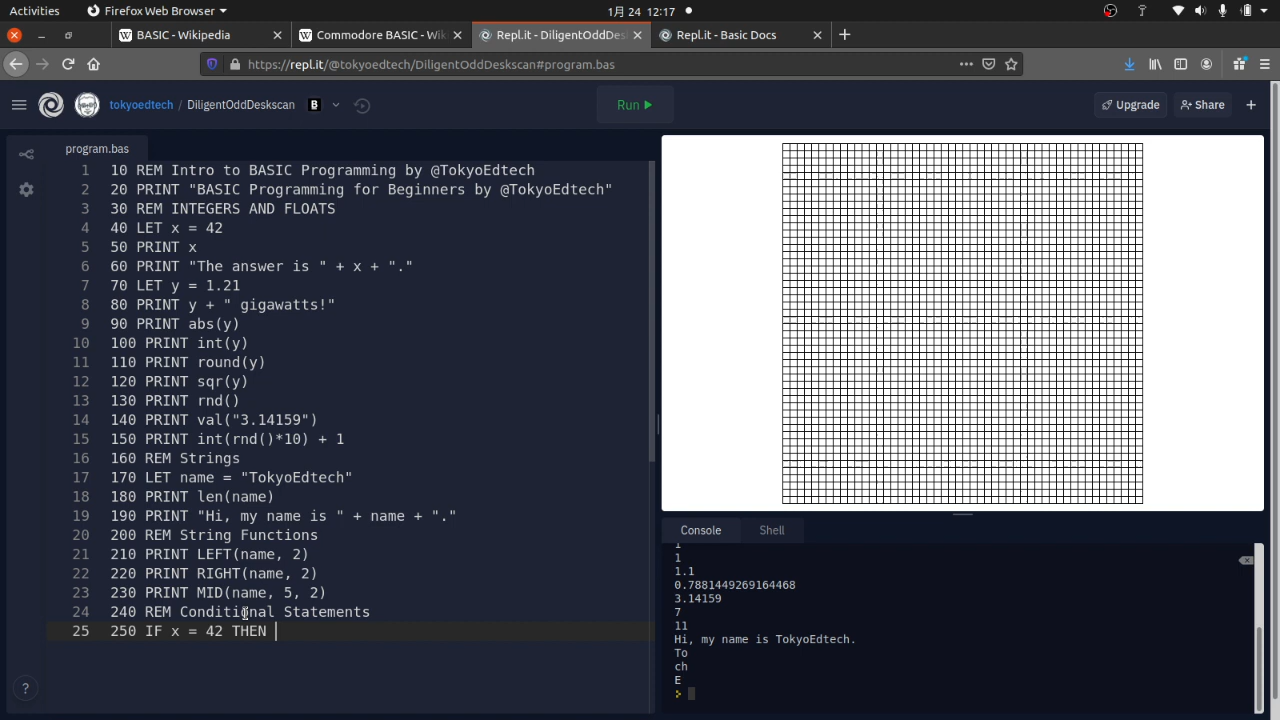 Activities Firefox Web Browser 1月 24 12:17
BASIC - Wikipedia Commodore BASIC - Wik Repl.it - DiligentOddDes Repl.it - Basic Docs
https://repl.it/@tokyoedtech/DiligentOddDeskscan#program.bas
tokyoedtech / DiligentOddDeskscan B Run Upgrade Share
program.bas
1 10 REM Intro to BASIC Programming by @TokyoEdtech
2 20 PRINT "BASIC Programming for Beginners by @TokyoEdtech"
3 30 REM INTEGERS AND FLOATS
4 40 LET x = 42
5 50 PRINT x
6 60 PRINT "The answer is " + x + "."
7 70 LET y = 1.21
8 80 PRINT y + " gigawatts!"
9 90 PRINT abs(y)
10 100 PRINT int(y)
11 110 PRINT round(y)
12 120 PRINT sqr(y)
13 130 PRINT rnd()
14 140 PRINT val("3.14159")
15 150 PRINT int(rnd()*10) + 1
16 160 REM Strings
17 170 LET name = "TokyoEdtech"
18 180 PRINT len(name)
19 190 PRINT "Hi, my name is " + name + "."
20 200 REM String Functions
21 210 PRINT LEFT(name, 2)
22 220 PRINT RIGHT(name, 2)
23 230 PRINT MID(name, 5, 2)
24 240 REM Conditional Statements
25 250 IF x = 42 THEN
?
Console Shell
1
1
1.1
0.7881449269164468
3.14159
7
11
Hi, my name is TokyoEdtech.
To
ch
E